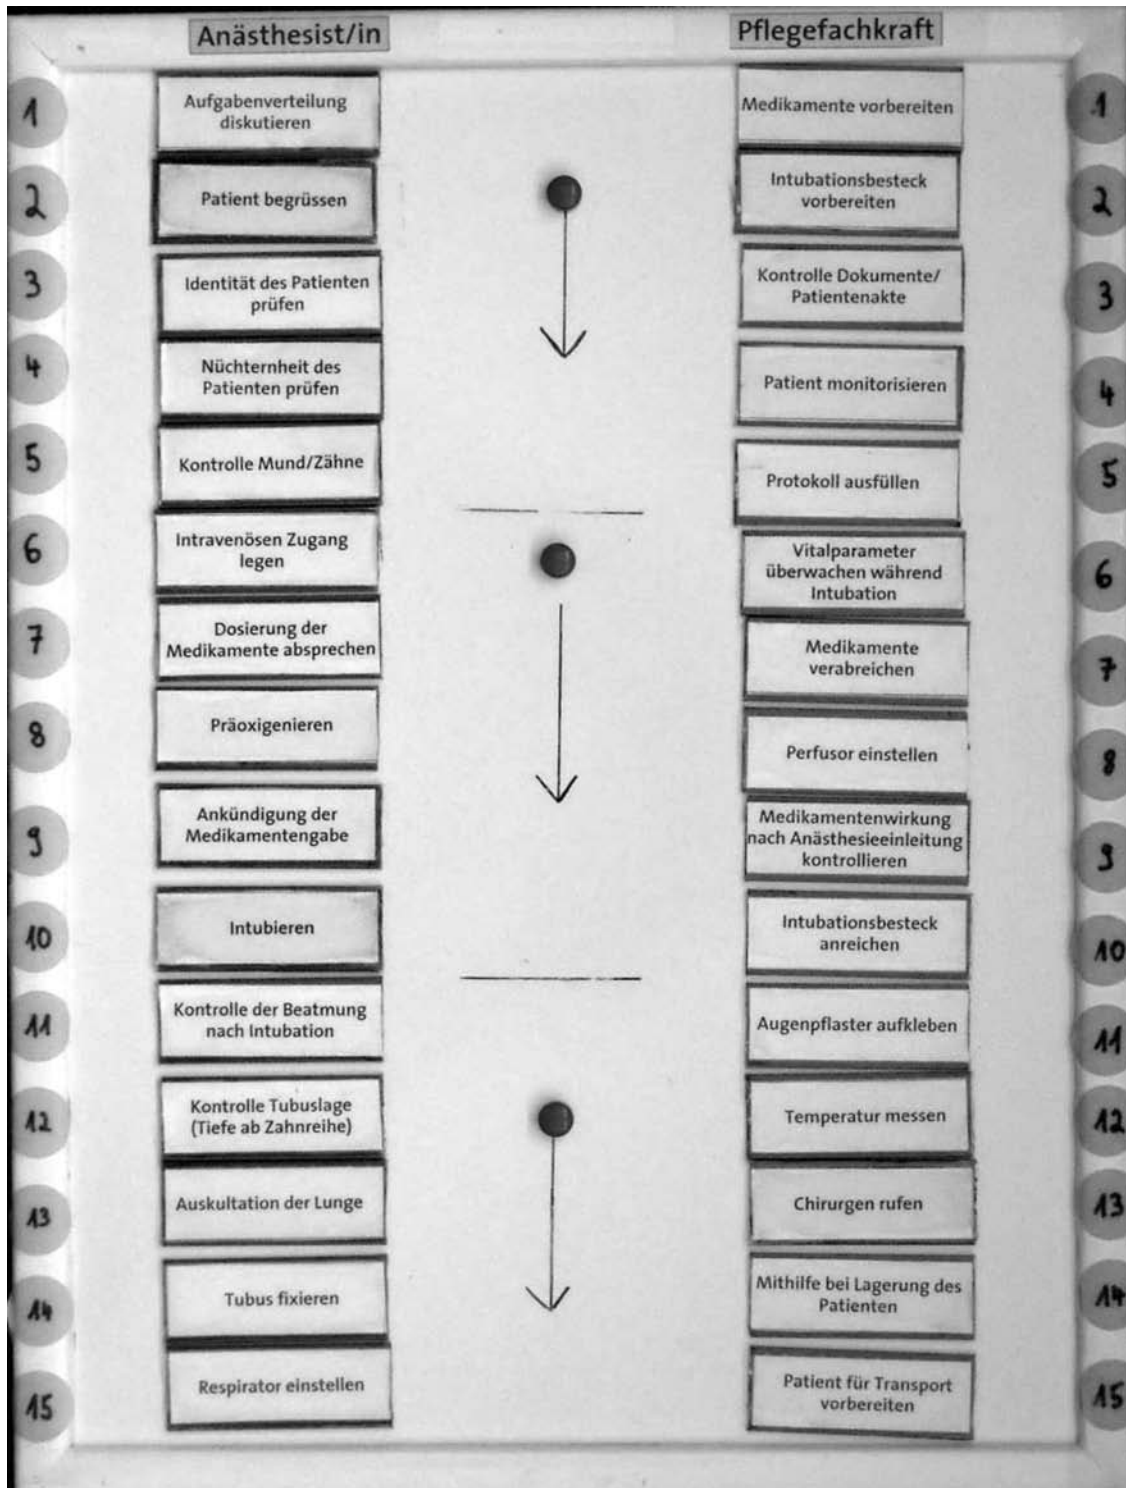 Anästhesist/in
Pflegefachkraft
1
Aufgabenverteilung
diskutieren
Medikamente vorbereiten
1
2
Patient begrüssen
Intubationsbesteck
vorbereiten
2
3
Identität des Patienten
prüfen
Kontrolle Dokumente/
Patientenakte
3
4
Nüchternheit des
Patienten prüfen
Patient monitorisieren
4
5
Kontrolle Mund/Zähne
Protokoll ausfüllen
5
6
Intravenösen Zugang
legen
Vitalparameter
überwachen während
Intubation
6
7
Dosierung der
Medikamente absprechen
Medikamente
verabreichen
7
8
Präoxigenieren
Perfusor einstellen
8
9
Ankündigung der
Medikamentengabe
Medikamentenwirkung
nach Anästhesieeinleitung
kontrollieren
9
10
Intubieren
Intubationsbesteck
anreichen
10
11
Kontrolle der Beatmung
nach Intubation
Augenpflaster aufkleben
11
12
Kontrolle Tubuslage
(Tiefe ab Zahnreihe)
Temperatur messen
12
13
Auskultation der Lunge
Chirurgen rufen
13
14
Tubus fixieren
Mithilfe bei Lagerung des
Patienten
14
15
Respirator einstellen
Patient für Transport
vorbereiten
15